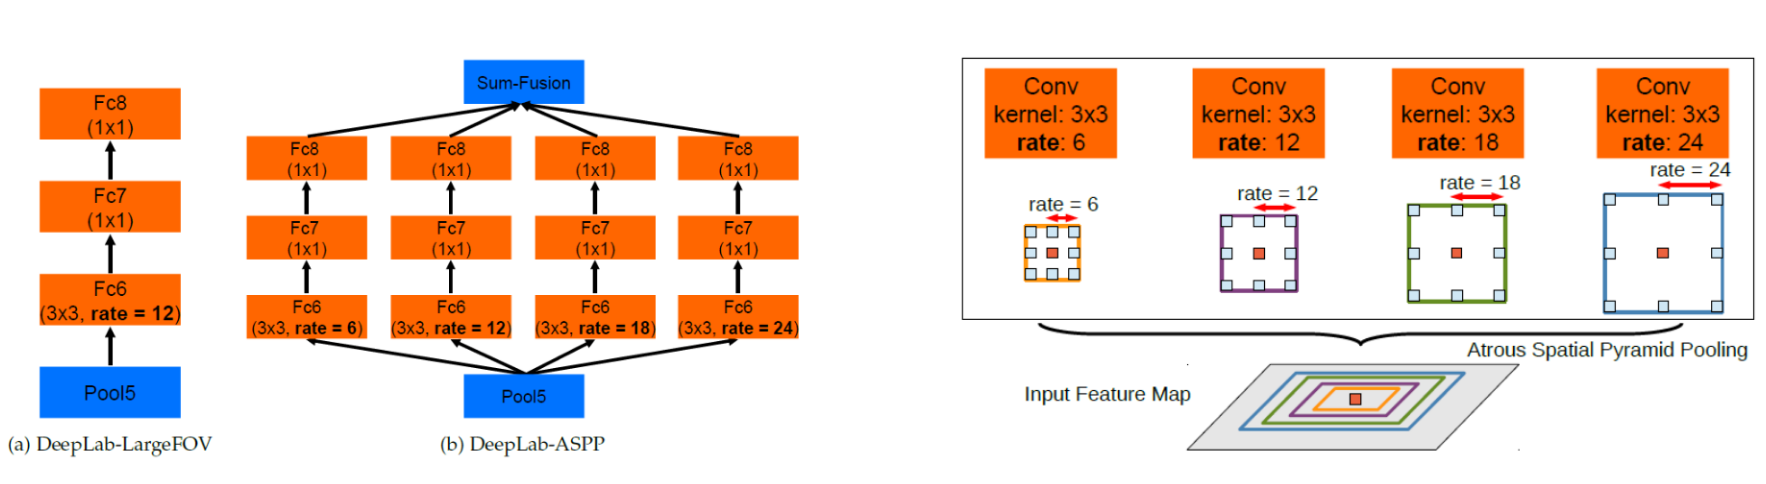 Fc8
(1x1)
Fc7
(1x1)
Fc6
(3x3, rate = 12)
Pool5
(a) DeepLab-LargeFOV
Sum-Fusion
Fc8
(1x1)
Fc8
(1x1)
Fc8
(1x1)
Fc8
(1x1)
Fc7
(1x1)
Fc7
(1x1)
Fc7
(1x1)
Fc7
(1x1)
Fc6
(3x3, rate = 6)
Fc6
(3x3, rate = 12)
Fc6
(3x3, rate = 18)
Fc6
(3x3, rate = 24)
Pool5
(b) DeepLab-ASPP
Conv
kernel: 3x3
rate: 6
Conv
kernel: 3x3
rate: 12
Conv
kernel: 3x3
rate: 18
Conv
kernel: 3x3
rate: 24
rate = 6
rate = 12
rate = 18
rate = 24
Atrous Spatial Pyramid Pooling
Input Feature Map